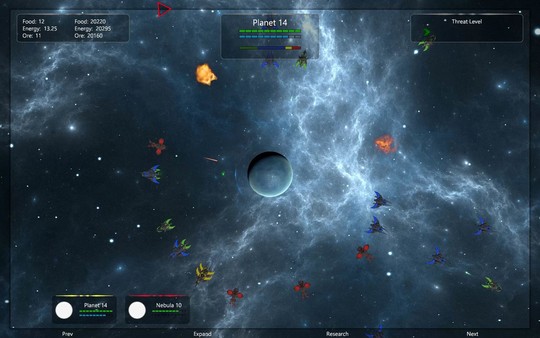 Food: 12 Food: 20220
Energy: 13.25 Energy: 20295
Ore: 11 Ore: 20160
Planet 14
Threat Level
Planet 14
Nebula 10
Prev Expand Research Next